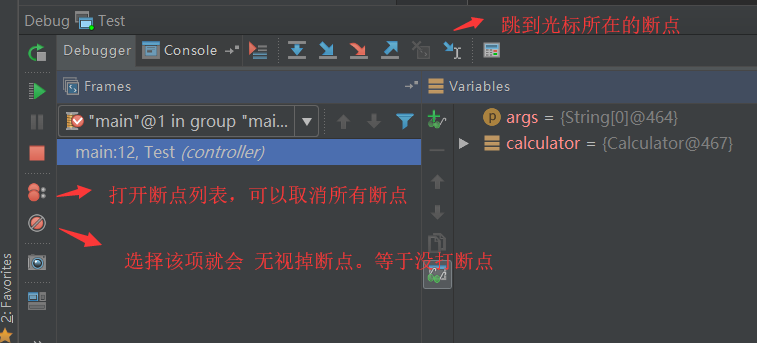 Debug Test
跳到光标所在的断点
Debugger Console
Frames Variables
"main"@1 in group "mai...
args = {String[0]@464}
main:12, Test (controller)
calculator = {Calculator@467}
打开断点列表，可以取消所有断点
选择该项就会 无视掉断点。等于没打断点
2: Favorites